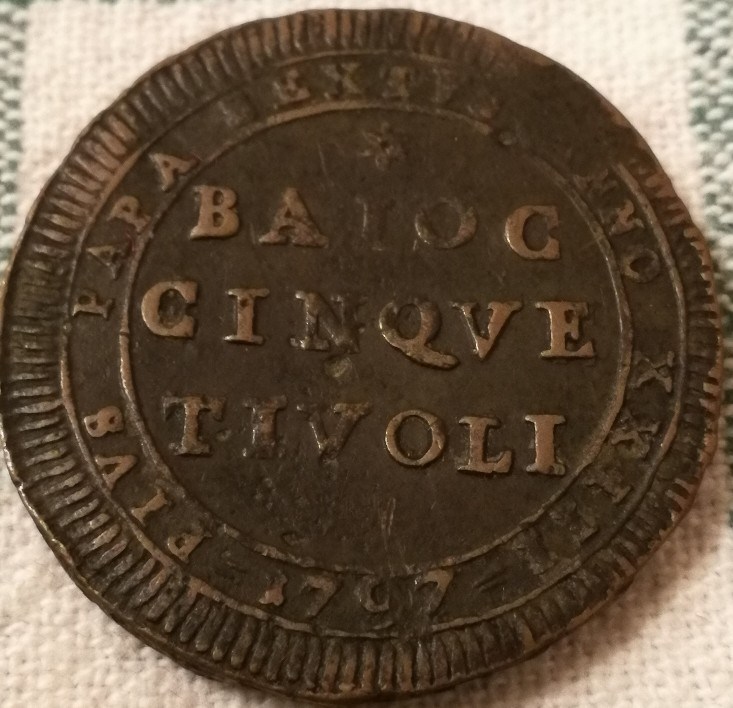 PIVS PAPA SEXTVS. ANNO XXIII
BAIOC
CINQVE
TIVOLI
- 1797 -